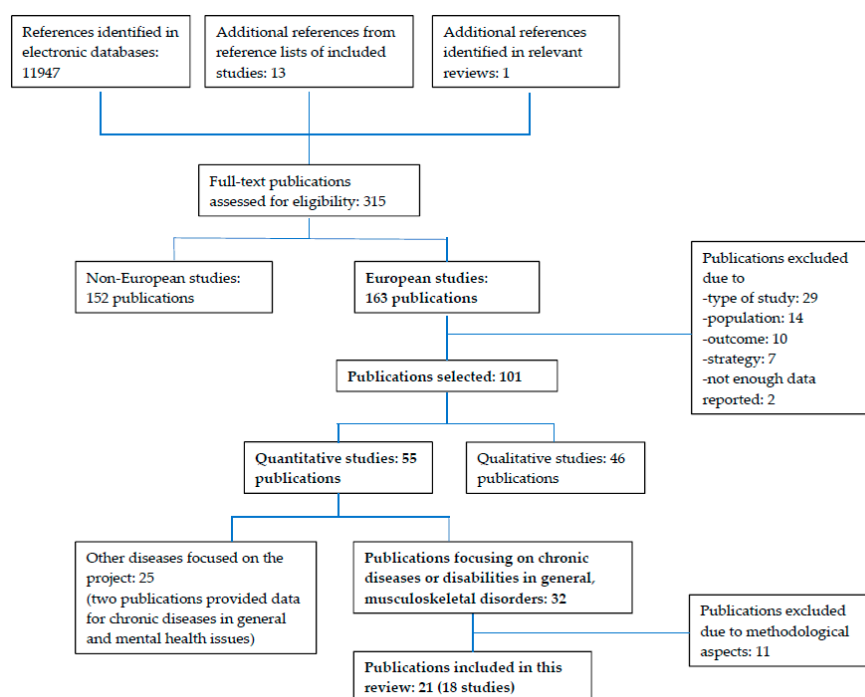 References identified in
electronic databases:
11947
Additional references from
reference lists of included
studies: 13
Additional references
identified in relevant
reviews: 1
Full-text publications
assessed for eligibility: 315
Non-European studies:
152 publications
European studies:
163 publications
Publications excluded
due to
-type of study: 29
-population: 14
-outcome: 10
-strategy: 7
-not enough data
reported: 2
Publications selected: 101
Quantitative studies: 55
publications
Qualitative studies: 46
publications
Other diseases focused on the
project: 25
(two publications provided data
for chronic diseases in general
and mental health issues)
Publications focusing on chronic
diseases or disabilities in general,
musculoskeletal disorders: 32
Publications excluded
due to methodological
aspects: 11
Publications included in this
review: 21 (18 studies)